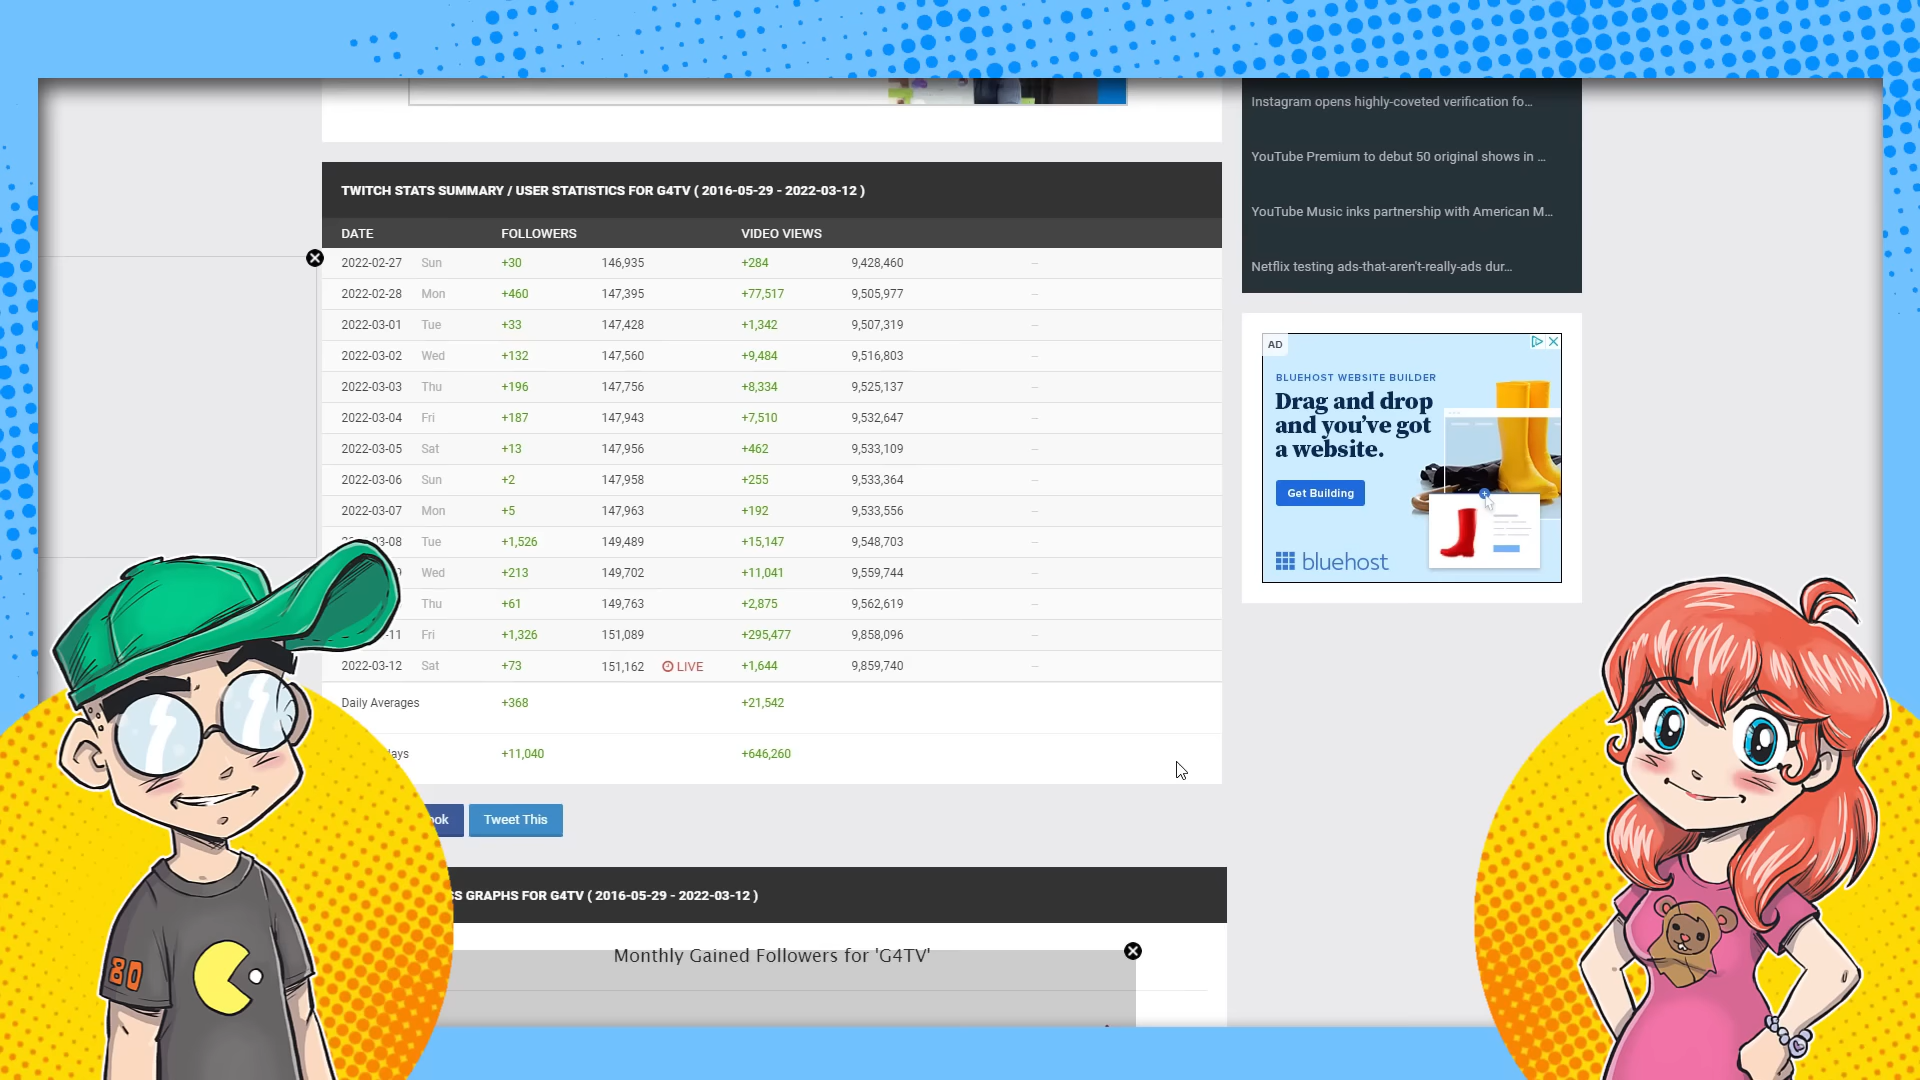 Instagram opens highly-coveted verification fo...
YouTube Premium to debut 50 original shows in ...
YouTube Music inks partnership with American M...
Netflix testing ads-that-aren't-really-ads dur...
TWITCH STATS SUMMARY / USER STATISTICS FOR G4TV ( 2016-05-29 - 2022-03-12 )
DATE FOLLOWERS VIDEO VIEWS
2022-02-27 Sun +30 146,935 +284 9,428,460 --
2022-02-28 Mon +460 147,395 +77,517 9,505,977 --
2022-03-01 Tue +33 147,428 +1,342 9,507,319 --
2022-03-02 Wed +132 147,560 +9,484 9,516,803 --
2022-03-03 Thu +196 147,756 +8,334 9,525,137 --
2022-03-04 Fri +187 147,943 +7,510 9,532,647 --
2022-03-05 Sat +13 147,956 +462 9,533,109 --
2022-03-06 Sun +2 147,958 +255 9,533,364 --
2022-03-07 Mon +5 147,963 +192 9,533,556 --
03-08 Tue +1,526 149,489 +15,147 9,548,703 --
Wed +213 149,702 +11,041 9,559,744 --
Thu +61 149,763 +2,875 9,562,619 --
-11 Fri +1,326 151,089 +295,477 9,858,096 --
2022-03-12 Sat +73 151,162 LIVE +1,644 9,859,740 --
Daily Averages +368 +21,542
ays +11,040 +646,260
ook
Tweet This
SS GRAPHS FOR G4TV ( 2016-05-29 - 2022-03-12 )
Monthly Gained Followers for 'G4TV'
AD
BLUEHOST WEBSITE BUILDER
Drag and drop
and you've got
a website.
Get Building
bluehost
80